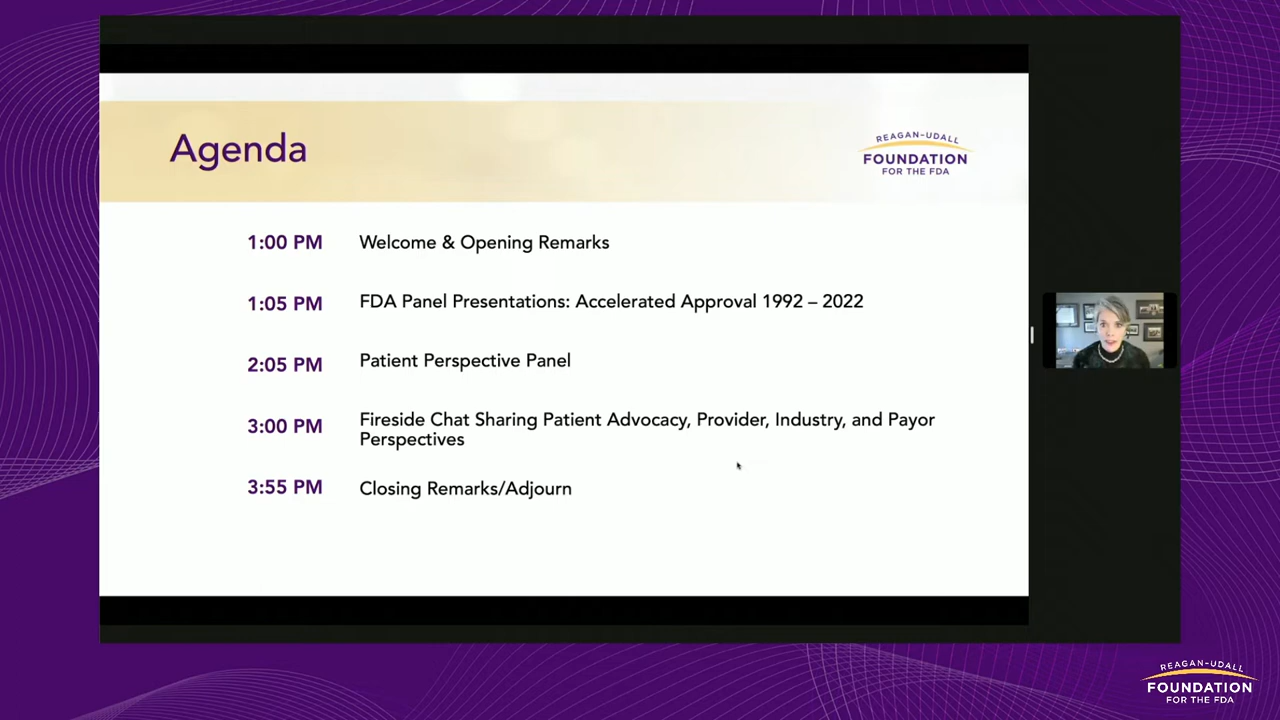 Agenda
REAGAN-UDALL
FOUNDATION
FOR THE FDA
1:00 PM Welcome & Opening Remarks
1:05 PM FDA Panel Presentations: Accelerated Approval 1992 – 2022
2:05 PM Patient Perspective Panel
3:00 PM Fireside Chat Sharing Patient Advocacy, Provider, Industry, and Payor
Perspectives
3:55 PM Closing Remarks/Adjourn
REAGAN-UDALL
FOUNDATION
FOR THE FDA